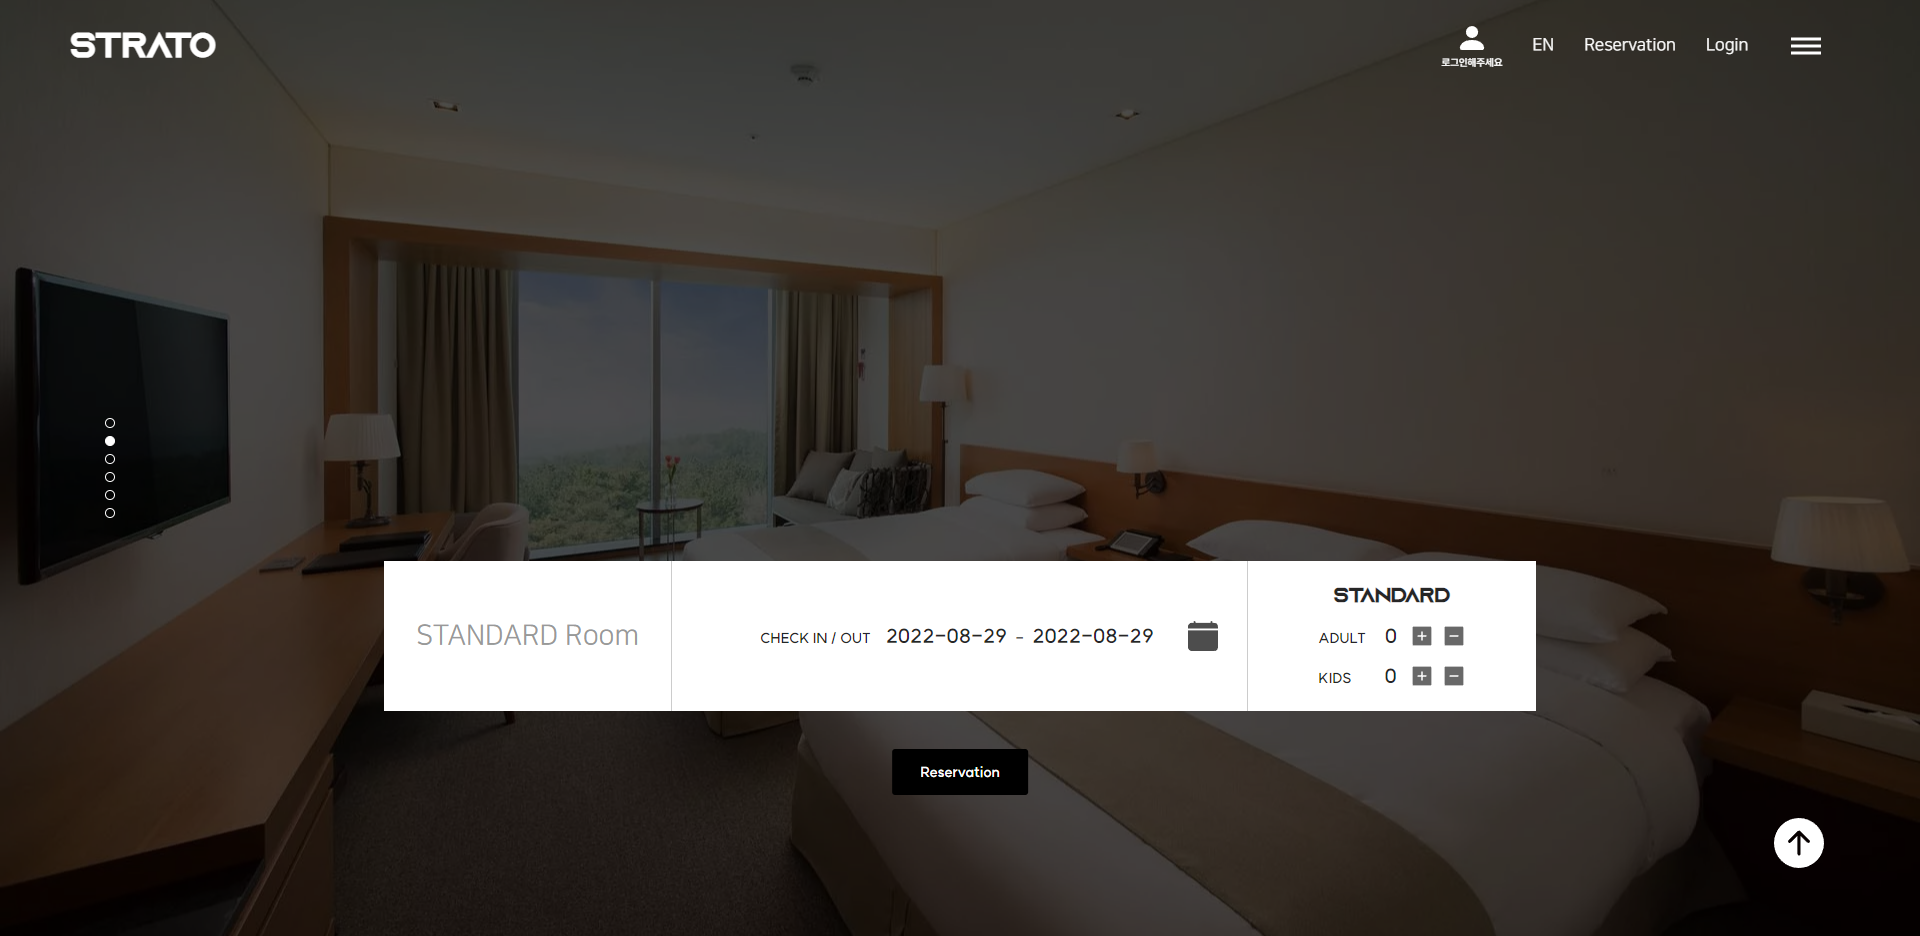 STRATO
로그인해주세요
EN
Reservation
Login
STANDARD Room
CHECK IN / OUT 2022-08-29 - 2022-08-29
STANDARD
ADULT 0 + -
KIDS 0 + -
Reservation